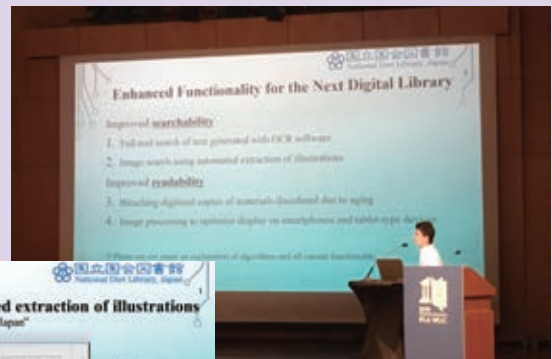 国立国会図書館
National Diet Library, Japan
Enhanced Functionality for the Next Digital Library
Improved searchability
1. Full-text search of text generated with OCR software
2. Image search using automated extraction of illustrations
Improved readability
3. Bleaching digitized copies of materials discolored due to aging
4. Image processing to optimize display on smartphones and tablet-type
国立国会図書館
National Diet Library, Japan
1
extraction of illustrations
Japan"